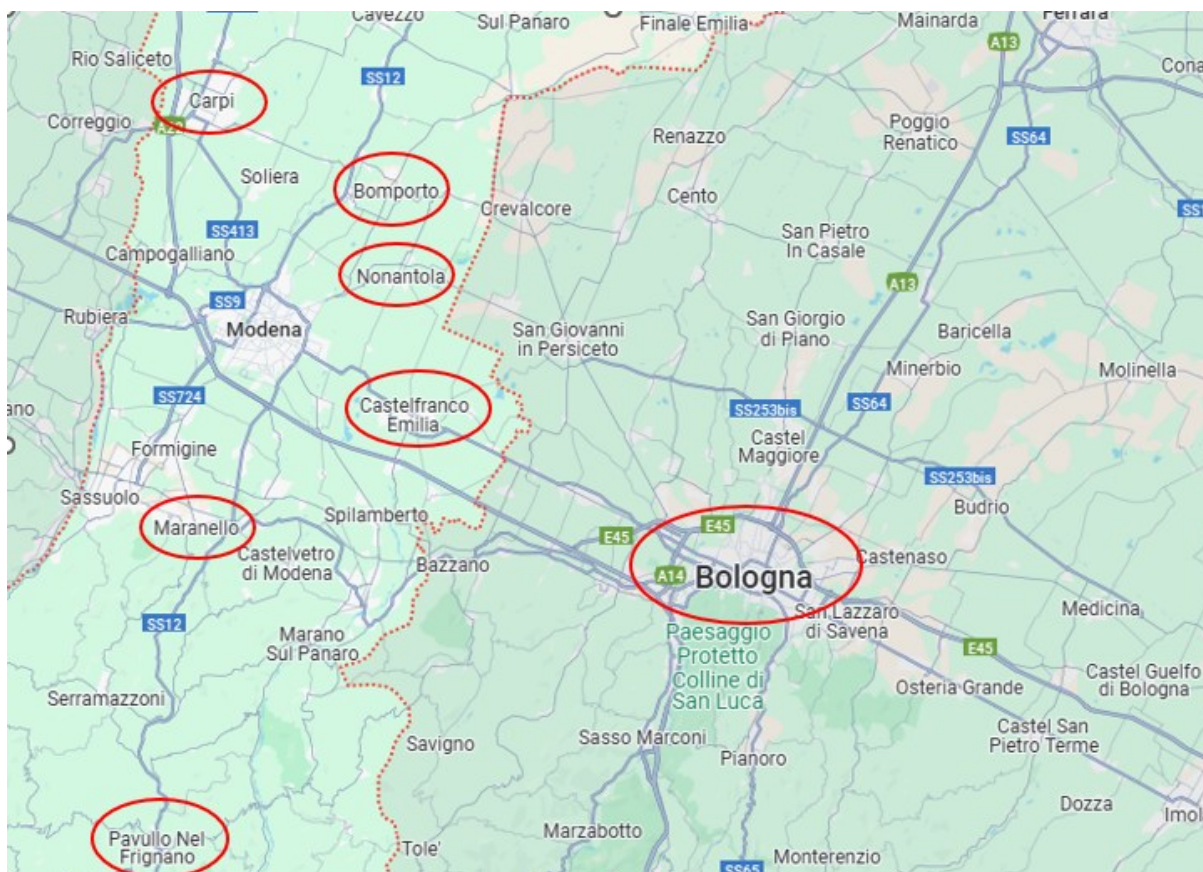 Cavezzo
Sul Panaro
Finale Emilia
Mainarda
Ferrara
Rio Saliceto
SS12
A13
Carpi
Correggio
Renazzo
Poggio
Renatico
SS64
Soliera
Bomporto
Cento
Crevalcore
SS413
San Pietro
In Casale
Campogalliano
Nonantola
A13
SS9
Rubiera
Modena
San Giovanni
in Persiceto
San Giorgio
di Piano
Baricella
Minerbio
Molinella
SS724
Castelfranco
Emilia
SS253bis
SS64
Castel
Maggiore
Formigine
SS253bis
Sassuolo
Budrio
Maranello
Spilamberto
E45
E45
Castelvetro
di Modena
Bazzano
Castenaso
A14
Bologna
SS12
San Lazzaro
di Savena
Medicina
Marano
Sul Panaro
Paesaggio
Protetto
Colline di
San Luca
E45
Serramazzoni
Osteria Grande
Castel Guelfo
di Bologna
Savigno
Sasso Marconi
Pianoro
Castel San
Pietro Terme
Dozza
Pavullo Nel
Frignano
Tole'
Marzabotto
Monterenzio
SS65